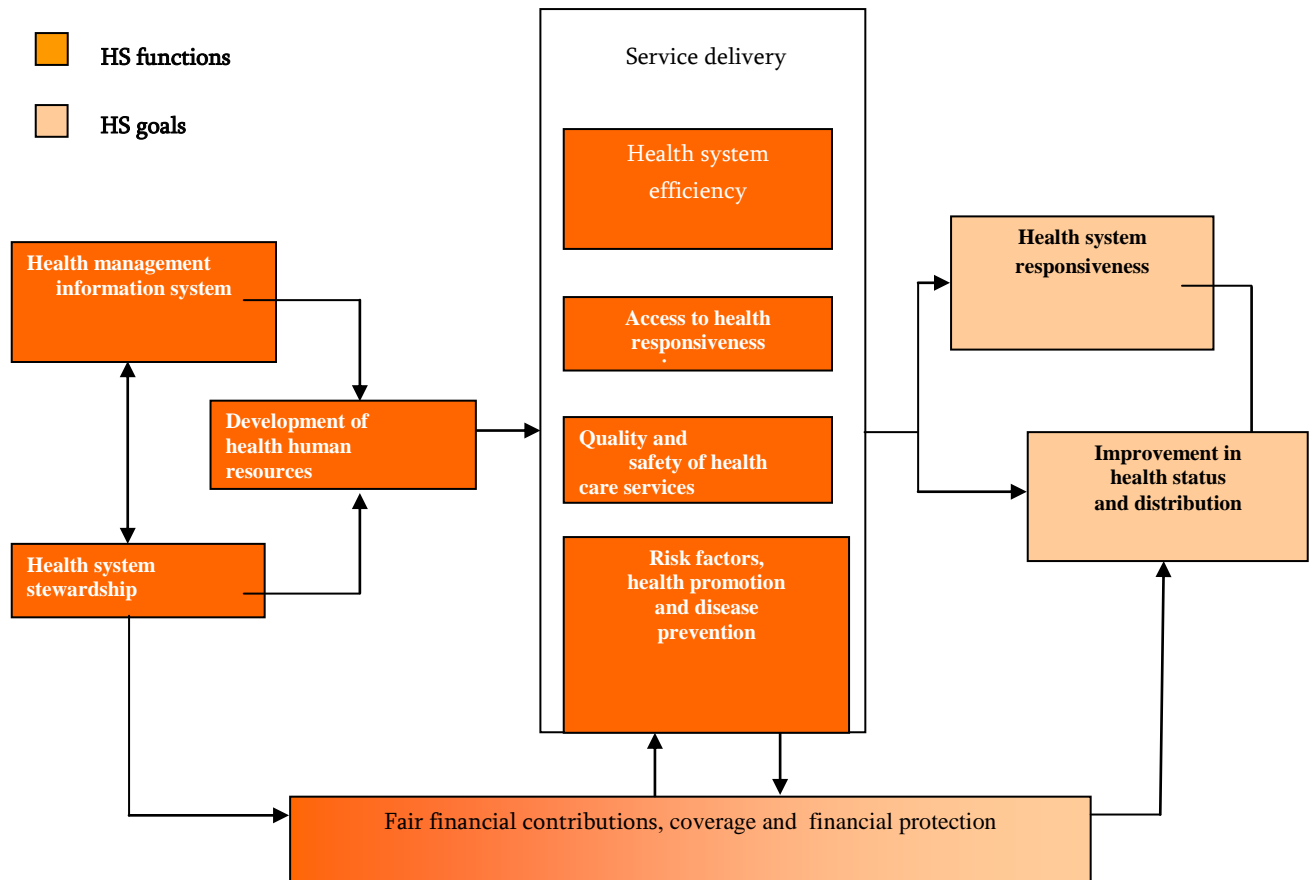 HS functions
HS goals
Service delivery
Health system
efficiency
Health management
information system
Access to health
responsiveness
.
Development of
health human
resources
Quality and
safety of health
care services
Health system
stewardship
Risk factors,
health promotion
and disease
prevention
Health system
responsiveness
Improvement in
health status
and distribution
Fair financial contributions, coverage and financial protection